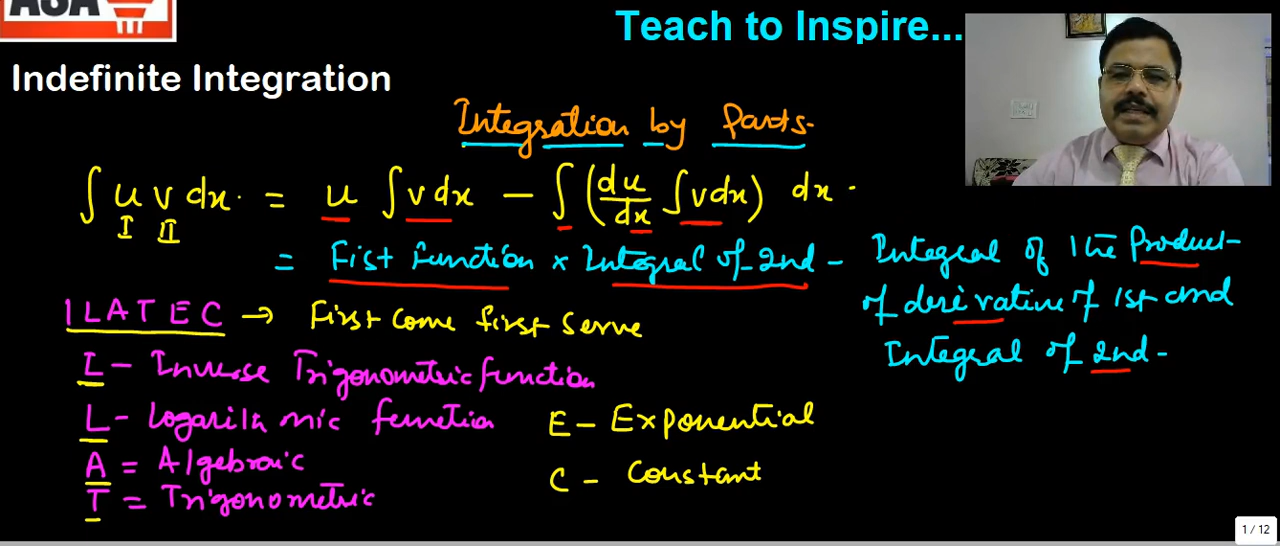 ASA
Teach to Inspire...
Indefinite Integration
Integration by Parts-
∫ u v dx. = u ∫ v dx − ∫ (du/dx ∫ v dx) dx.
I II
= Fist function × Integral of 2nd - Integral of the Product
of derivative of 1st and
Integral of 2nd -
ILATEC → First come first serve
I - Inverse Trigonometric function
L - Logarithmic function
A = Algebraic
T = Trigonometric
E - Exponential
C - Constant
1 / 12